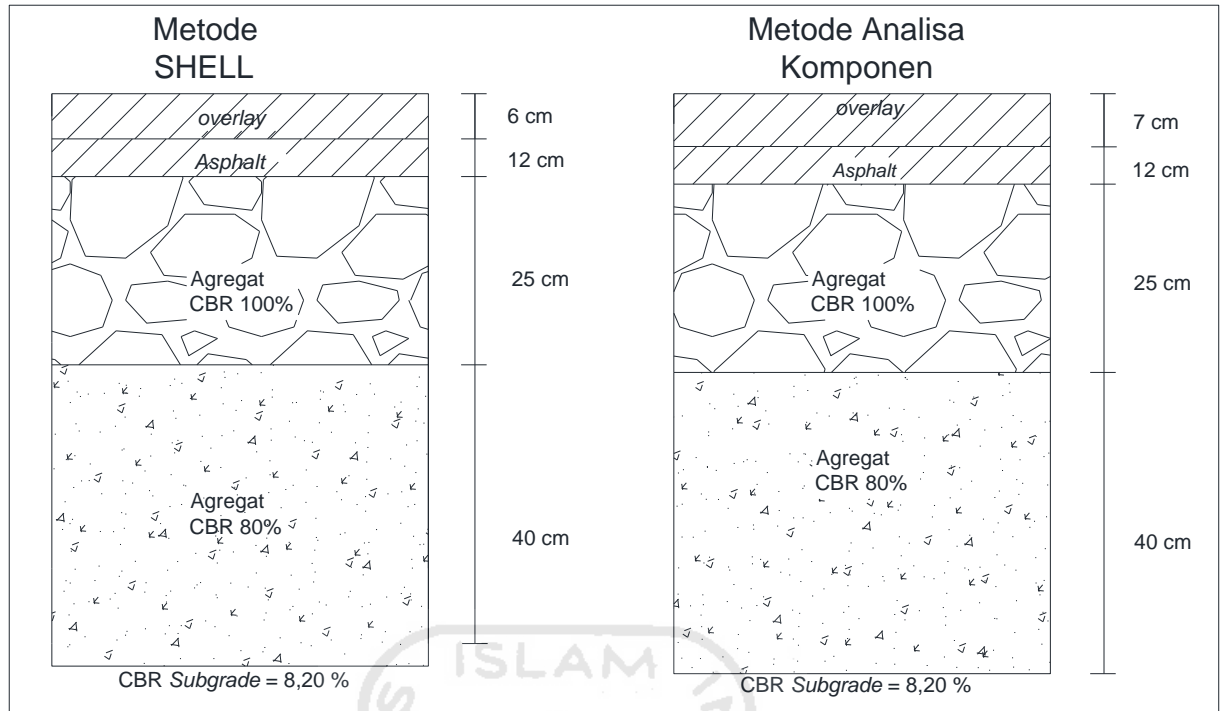 Metode
SHELL
overlay
6 cm
Asphalt
12 cm
Agregat
CBR 100%
25 cm
Agregat
CBR 80%
40 cm
CBR Subgrade = 8,20 %
Metode Analisa
Komponen
overlay
7 cm
Asphalt
12 cm
Agregat
CBR 100%
25 cm
Agregat
CBR 80%
40 cm
CBR Subgrade = 8,20 %
ISLAM